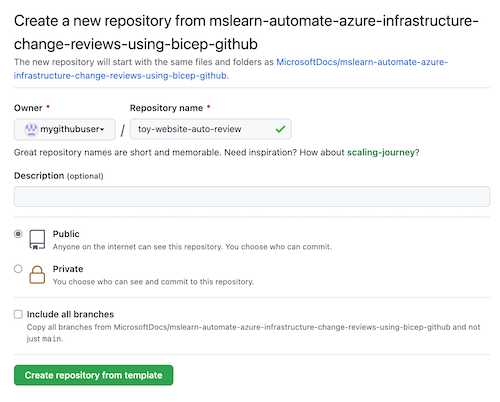 Create a new repository from mslearn-automate-azure-infrastructure-
change-reviews-using-bicep-github
The new repository will start with the same files and folders as MicrosoftDocs/mslearn-automate-azure-
infrastructure-change-reviews-using-bicep-github.
Owner * Repository name *
mygithubuser / toy-website-auto-review
Great repository names are short and memorable. Need inspiration? How about scaling-journey?
Description (optional)
Public
Anyone on the internet can see this repository. You choose who can commit.
Private
You choose who can see and commit to this repository.
Include all branches
Copy all branches from MicrosoftDocs/mslearn-automate-azure-infrastructure-change-reviews-using-bicep-github and not
just main.
Create repository from template